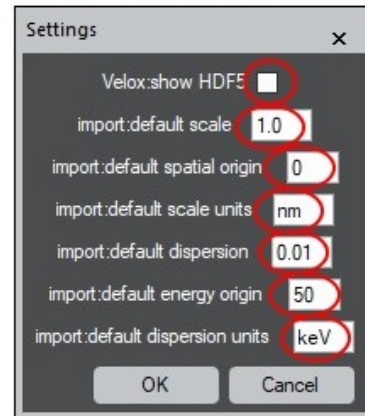 Settings
Velox:show HDF5
import:default scale 1.0
import:default spatial origin 0
import:default scale units nm
import:default dispersion 0.01
import:default energy origin 50
import:default dispersion units keV
OK Cancel